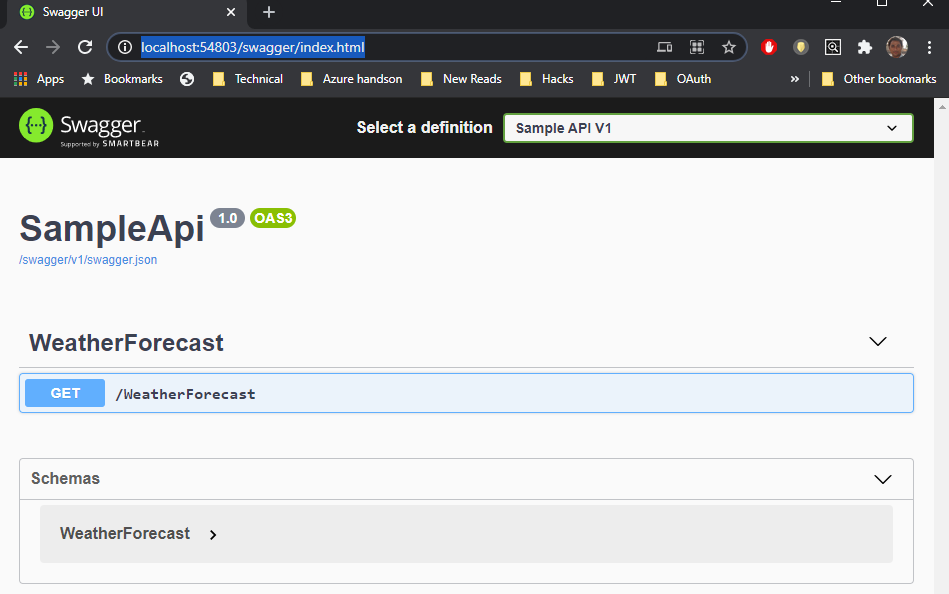 Swagger UI
localhost:54803/swagger/index.html
Apps Bookmarks Technical Azure handson New Reads Hacks JWT OAuth » Other bookmarks
{···} Swagger
Supported by SMARTBEAR
Select a definition Sample API V1
SampleApi 1.0 OAS3
/swagger/v1/swagger.json
WeatherForecast
GET /WeatherForecast
Schemas
WeatherForecast